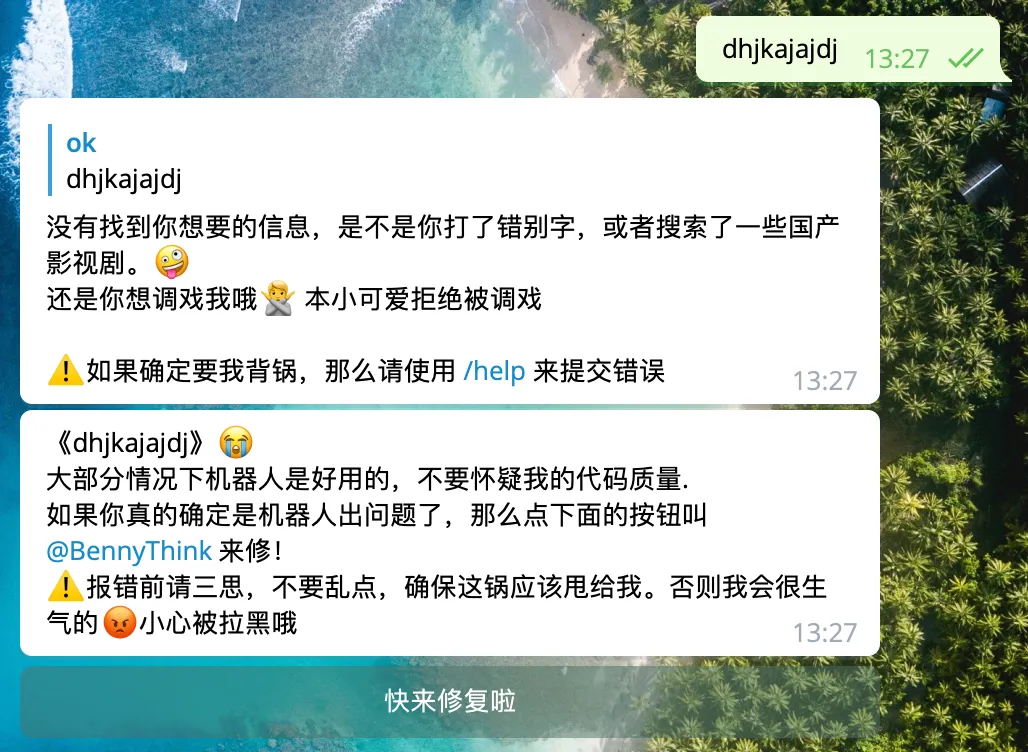 dhjkajajdj 13:27
ok
dhjkajajdj
没有找到你想要的信息，是不是你打了错别字，或者搜索了一些国产
影视剧。🤪
还是你想调戏我哦🙅 本小可爱拒绝被调戏
⚠️如果确定要我背锅，那么请使用 /help 来提交错误
13:27
《dhjkajajdj》😭
大部分情况下机器人是好用的，不要怀疑我的代码质量.
如果你真的确定是机器人出问题了，那么点下面的按钮叫
@BennyThink 来修！
⚠️报错前请三思，不要乱点，确保这锅应该甩给我。否则我会很生
气的😡小心被拉黑哦
13:27
快来修复啦